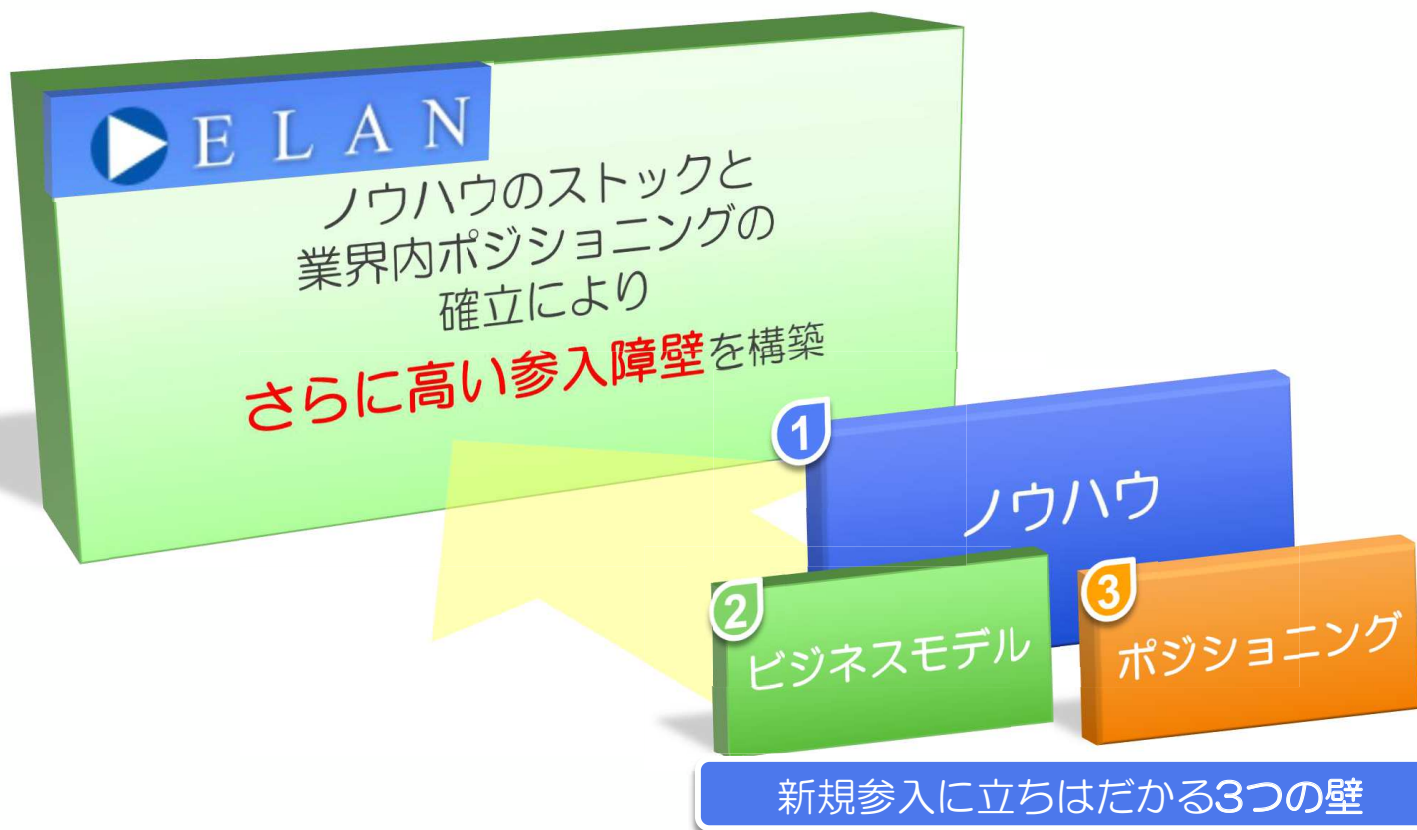 ELAN
ノウハウのストックと
業界内ポジショニングの
確立により
さらに高い参入障壁を構築
1
ノウハウ
2
ビジネスモデル
3
ポジショニング
新規参入に立ちはだかる3つの壁